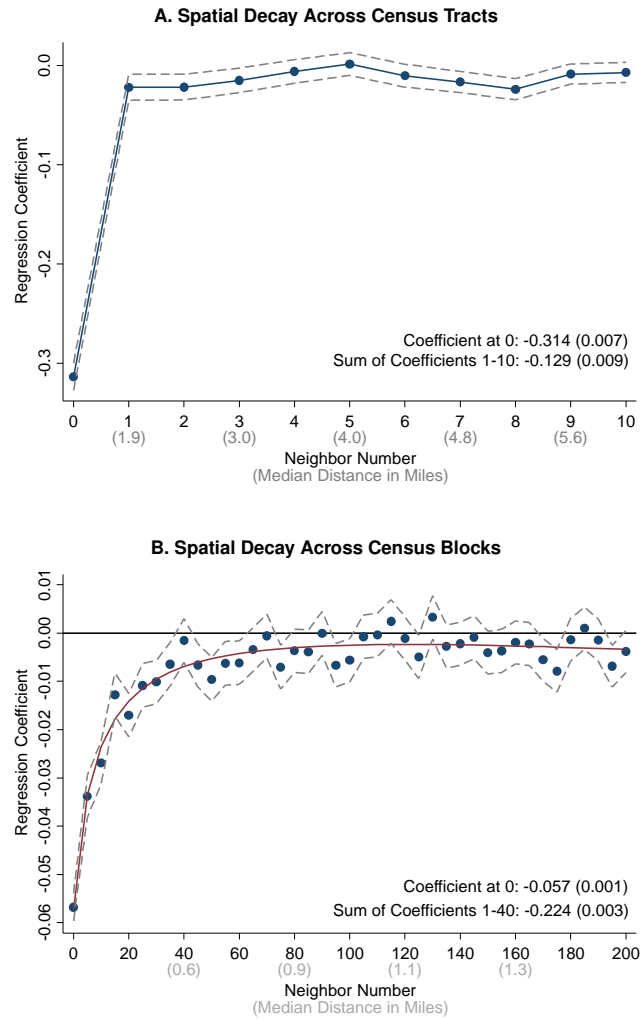 A. Spatial Decay Across Census Tracts
Regression Coefficient
0.0
-0.1
-0.2
-0.3
Coefficient at 0: -0.314 (0.007)
Sum of Coefficients 1-10: -0.129 (0.009)
0 1 2 3 4 5 6 7 8 9 10
(1.9) (3.0) (4.0) (4.8) (5.6)
Neighbor Number
(Median Distance in Miles)
B. Spatial Decay Across Census Blocks
Regression Coefficient
0.01
0.00
-0.01
-0.02
-0.03
-0.04
-0.05
-0.06
Coefficient at 0: -0.057 (0.001)
Sum of Coefficients 1-40: -0.224 (0.003)
0 20 40 60 80 100 120 140 160 180 200
(0.6) (0.9) (1.1) (1.3)
Neighbor Number
(Median Distance in Miles)